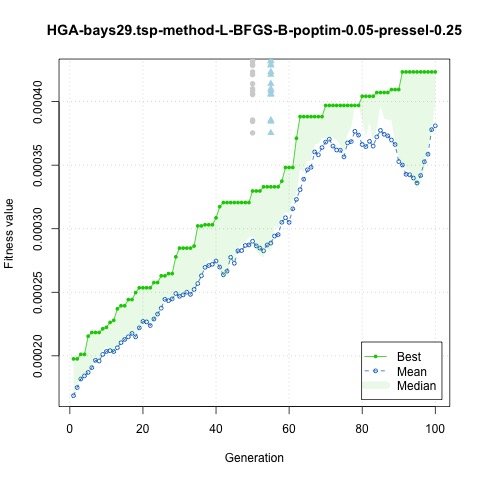 HGA-bays29.tsp-method-L-BFGS-B-poptim-0.05-pressel-0.25
Fitness value
0.00040
0.00035
0.00030
0.00025
0.00020
Best
Mean
Median
0 20 40 60 80 100
Generation